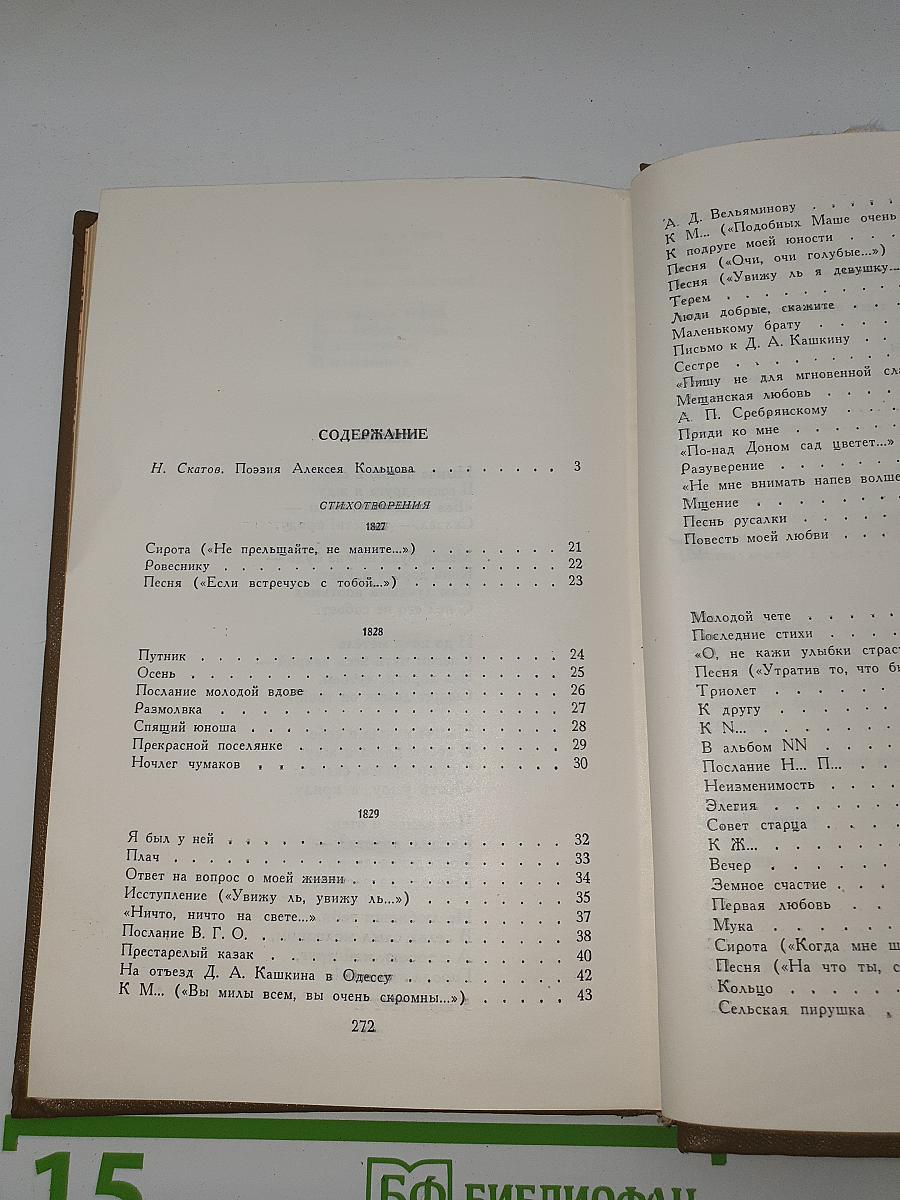 СОДЕРЖАНИЕ
Н. Скатов. Поэзия Алексея Кольцова . . . . . . . . 3
СТИХОТВОРЕНИЯ
1827
Сирота («Не прельщайте, не маните...») . . . . . . . . 21
Ровеснику . . . . . . . . . . . . . . . . . . . . 22
Песня («Если встречусь с тобой...») . . . . . . . . . 23
1828
Путник . . . . . . . . . . . . . . . . . . . . . 24
Осень . . . . . . . . . . . . . . . . . . . . . 25
Послание молодой вдове . . . . . . . . . . . . . . 26
Размолвка . . . . . . . . . . . . . . . . . . . . 27
Спящий юноша . . . . . . . . . . . . . . . . . . 28
Прекрасной поселянке . . . . . . . . . . . . . . . 29
Ночлег чумаков . . . . . . . . . . . . . . . . . . 30
1829
Я был у ней . . . . . . . . . . . . . . . . . . . 32
Плач . . . . . . . . . . . . . . . . . . . . . . 33
Ответ на вопрос о моей жизни . . . . . . . . . . . . 34
Исступление («Увижу ль, увижу ль...») . . . . . . . . 35
«Ничто, ничто на свете...» . . . . . . . . . . . . . 37
Послание В. Г. О. . . . . . . . . . . . . . . . . . 38
Престарелый казак . . . . . . . . . . . . . . . . 40
На отъезд Д. А. Кашкина в Одессу . . . . . . . . . . 42
К М... («Вы милы всем, вы очень скромны...») . . . . . 43
272
А. Д. Вельяминову . . . .
К М... («Подобных Маше очень
К подруге моей юности . . .
Песня («Очи, очи голубые...»)
Песня («Увижу ль я девушку...
Терем . . . . . . . . .
Люди добрые, скажите . . .
Маленькому брату . . . .
Письмо к Д. А. Кашкину . .
Сестре . . . . . . . . .
«Пишу не для мгновенной сла
Мещанская любовь . . . .
А. П. Сребрянскому . . .
Приди ко мне . . . . . .
«По-над Доном сад цветет...»
Разуверение . . . . . . .
«Не мне внимать напев волше
Мщение . . . . . . . .
Песнь русалки . . . . . .
Повесть моей любви . . .
Молодой чете . . . . . .
Последние стихи . . . . .
«О, не кажи улыбки страст
Песня («Утратив то, что бы
Триолет . . . . . . . .
К другу . . . . . . . .
К N... . . . . . . . .
В альбом NN . . . . .
Послание Н... П... . .
Неизменимость . . . . .
Элегия . . . . . . . .
Совет старца . . . . .
К Ж... . . . . . . . .
Вечер . . . . . . . .
Земное счастие . . . .
Первая любовь . . .
Мука . . . . . . . .
Сирота («Когда мне ш
Песня («На что ты, с
Кольцо . . . . . .
Сельская пирушка .
15
БФ БИБЛИОФАН